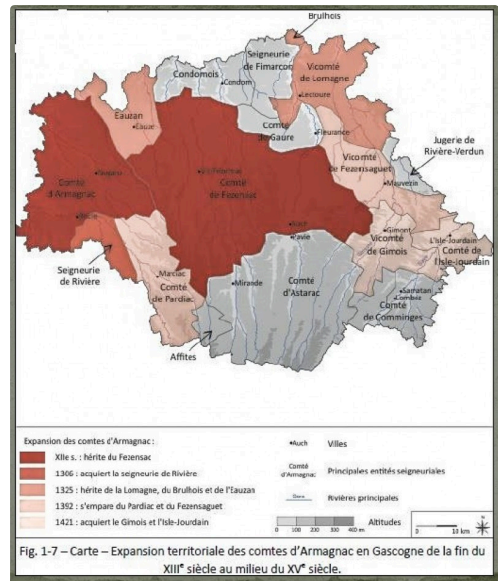 Brulhois
Seigneurie
de Fimarcon
Vicomté
de Lomagne
Condomois
Condom
Lectoure
Eauzan
Eauze
Comté
de Gaure
Fleurance
Jugerie de
Rivière-Verdun
Vicomté
de Fezensaguet
Mauvezin
Comté
d'Armagnac
Nogaro
Vic-Fezensac
Comté
de Fezensac
Auch
Pavie
Gimont
Vicomté
de Gimois
L'Isle-Jourdain
Comté de
l'Isle-Jourdain
Seigneurie
de Rivière
Marciac
Comté
de Pardiac
Mirande
Comté
d'Astarac
Samatan
Lombez
Comté
de Comminges
Affites
Expansion des comtes d'Armagnac :
XIIe s. : hérite du Fezensac
1306 : acquiert la seigneurie de Rivière
1325 : hérite de la Lomagne, du Brulhois et de l'Eauzan
1392 : s'empare du Pardiac et du Fezensaguet
1421 : acquiert le Gimois et l'Isle-Jourdain
Auch Villes
Comté
d'Armagnac
Principales entités seigneuriales
Rivières principales
Altitudes
0 100 200 300 400 m
0 10 km
N
Fig. 1-7 – Carte – Expansion territoriale des comtes d'Armagnac en Gascogne de la fin du
XIIIe siècle au milieu du XVe siècle.